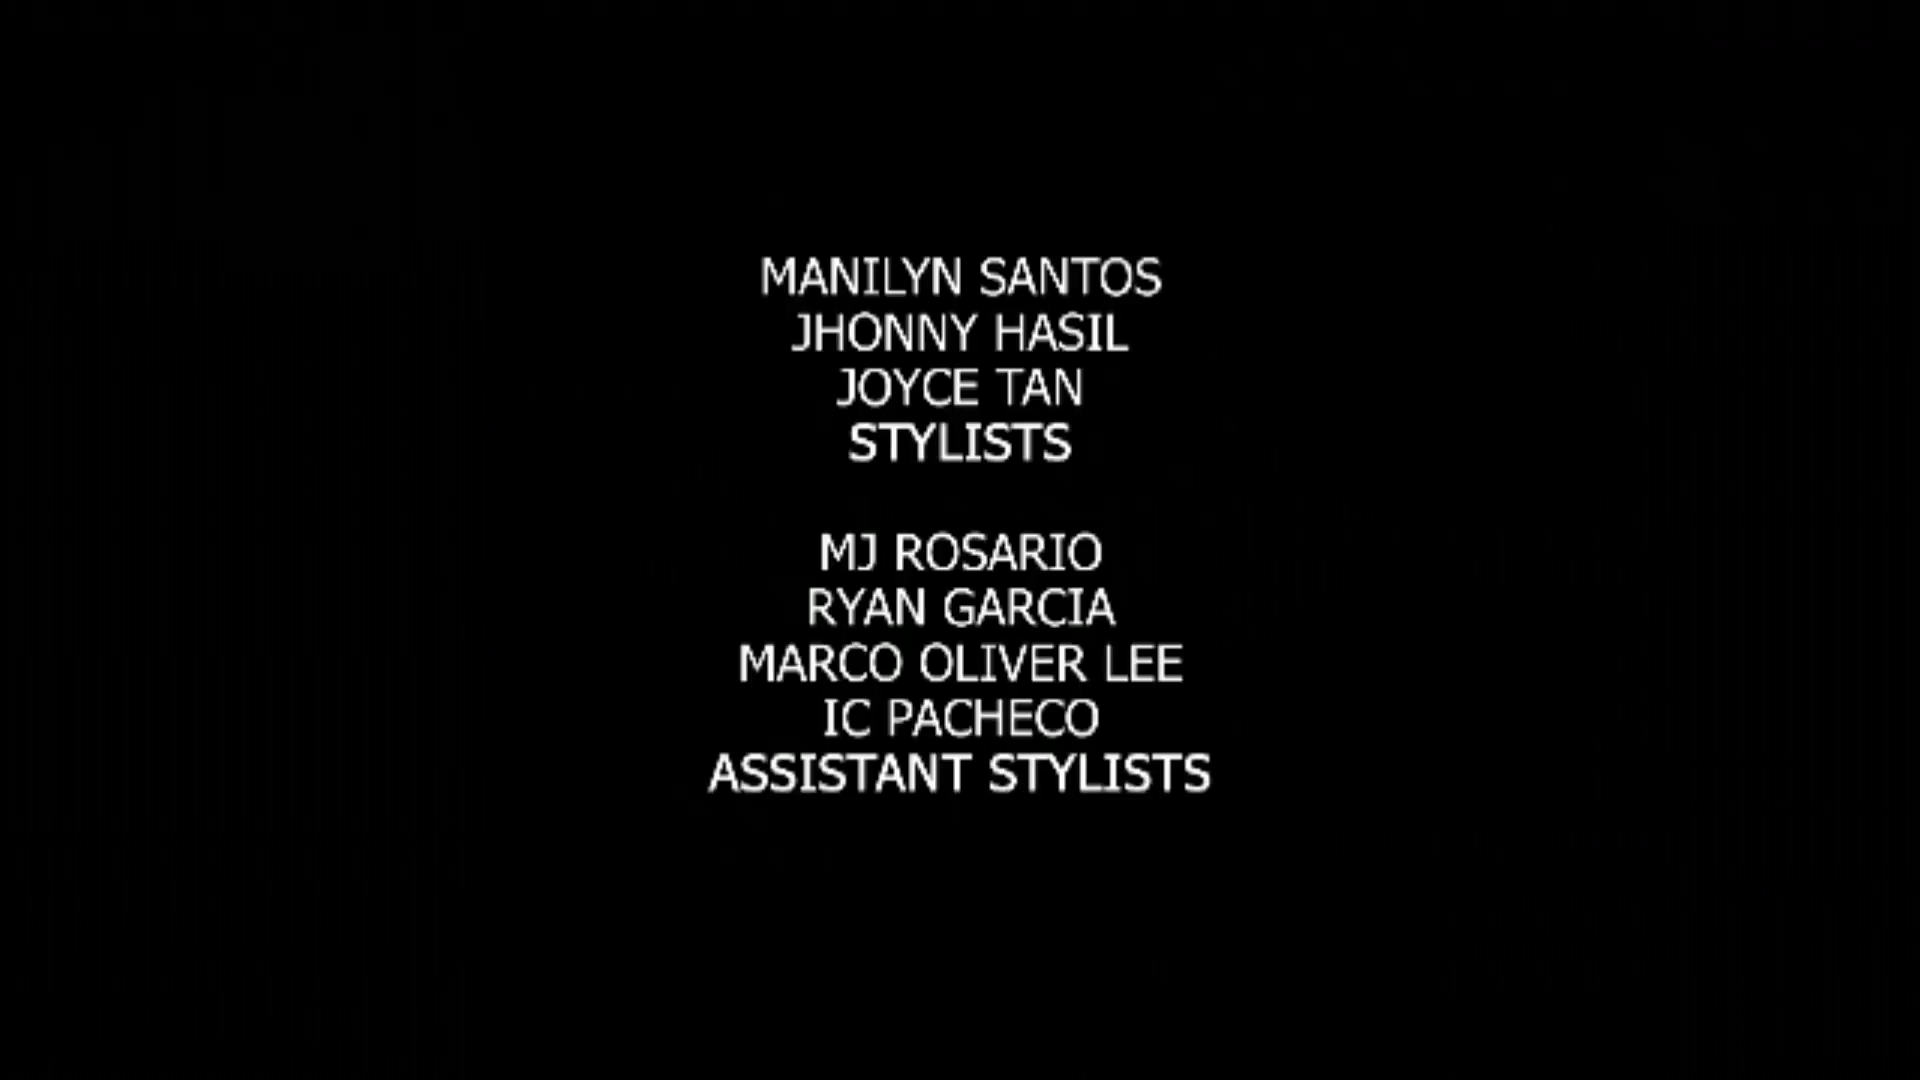 MANILYN SANTOS
JHONNY HASIL
JOYCE TAN
STYLISTS
MJ ROSARIO
RYAN GARCIA
MARCO OLIVER LEE
IC PACHECO
ASSISTANT STYLISTS